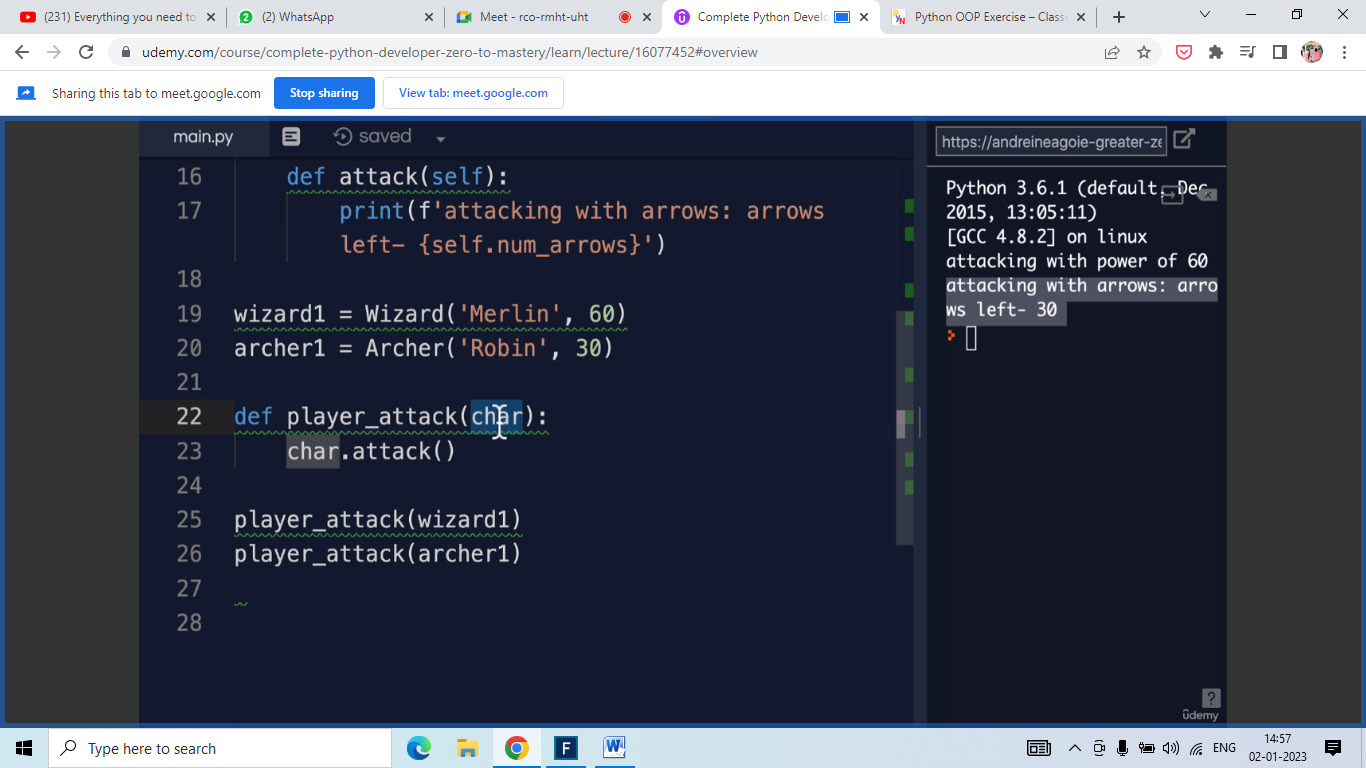 (231) Everything you need to
2
(2) WhatsApp
Meet - rco-rmht-uht
Complete Python Develo
Python OOP Exercise – Classe
udemy.com/course/complete-python-developer-zero-to-mastery/learn/lecture/16077452#overview
Sharing this tab to meet.google.com
Stop sharing
View tab: meet.google.com
main.py
saved
https://andreineagoie-greater-ze
16 def attack(self):
17 print(f'attacking with arrows: arrows
left- {self.num_arrows}')
18
19 wizard1 = Wizard('Merlin', 60)
20 archer1 = Archer('Robin', 30)
21
22 def player_attack(char):
23 char.attack()
24
25 player_attack(wizard1)
26 player_attack(archer1)
27
28
Python 3.6.1 (default, Dec
2015, 13:05:11)
[GCC 4.8.2] on linux
attacking with power of 60
attacking with arrows: arro
ws left- 30
?
ûdemy
Type here to search
F
W
ENG
14:57
02-01-2023